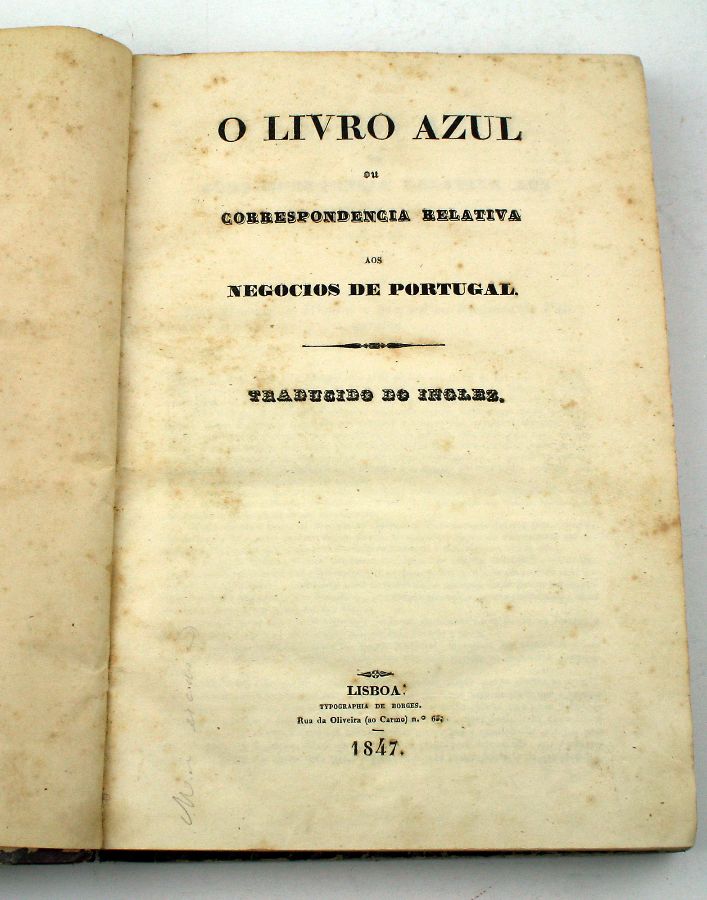 O LIVRO AZUL
OU
CORRESPONDENCIA RELATIVA
AOS
NEGOCIOS DE PORTUGAL.
TRADUCIDO DO INGLEZ.
LISBOA:
TYPOGRAPHIA DE BORGES.
Rua da Oliveira (ao Carmo) n.º 65;
1847.